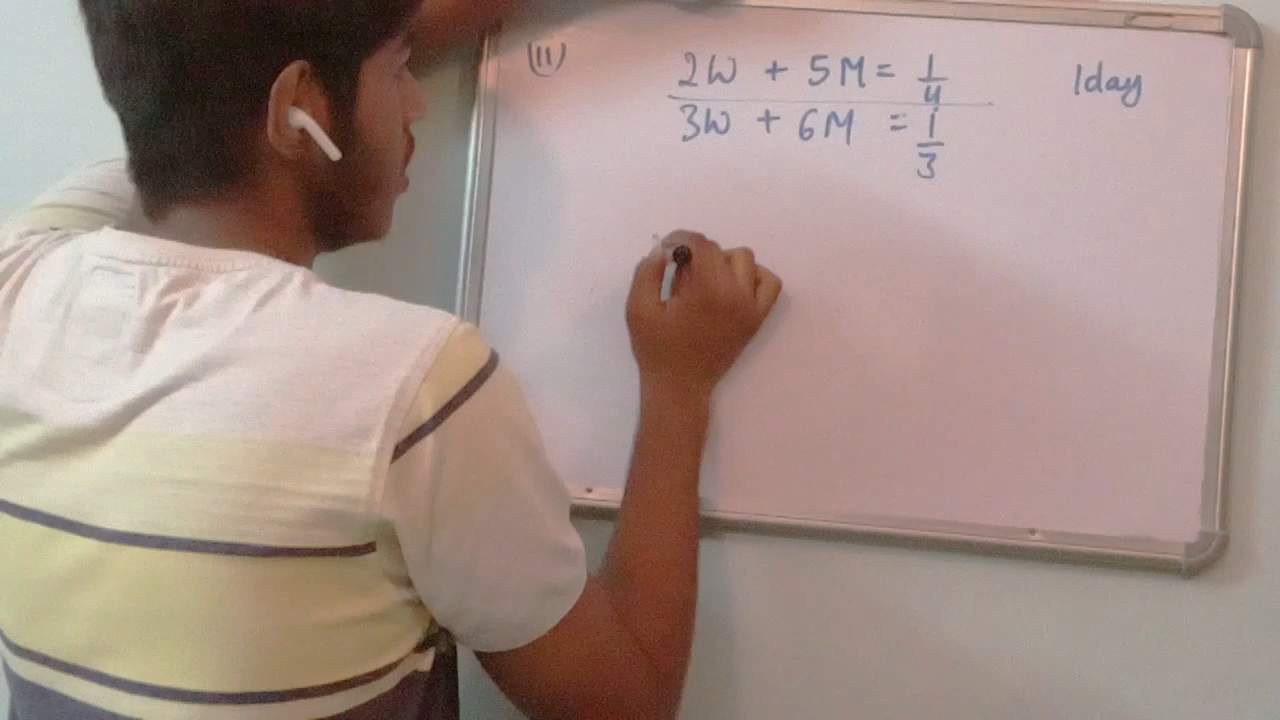 (11) 2W + 5M = 1/4 1day
3W + 6M = 1/3